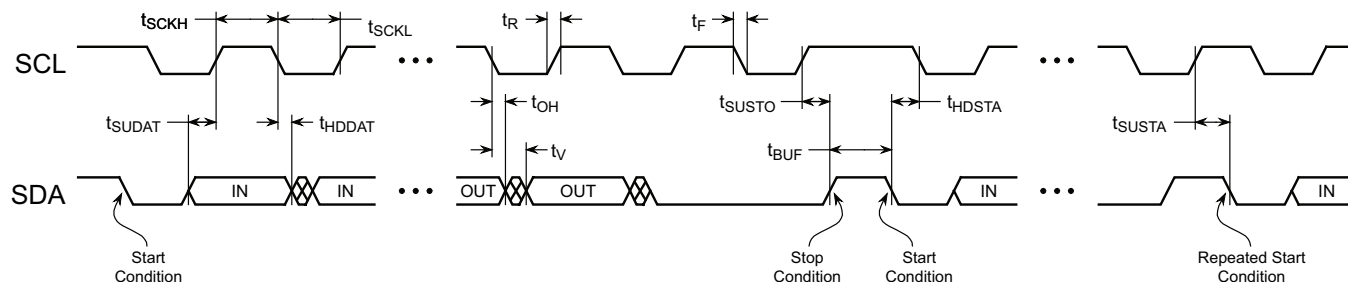 tSCKH
tSCKL
tR
tF
SCL
tOH
tSUSTO
tHDSTA
tSUDAT
tHDDAT
tSUSTA
tV
tBUF
SDA
IN
IN
OUT
OUT
IN
IN
Start
Condition
Stop
Condition
Start
Condition
Repeated Start
Condition